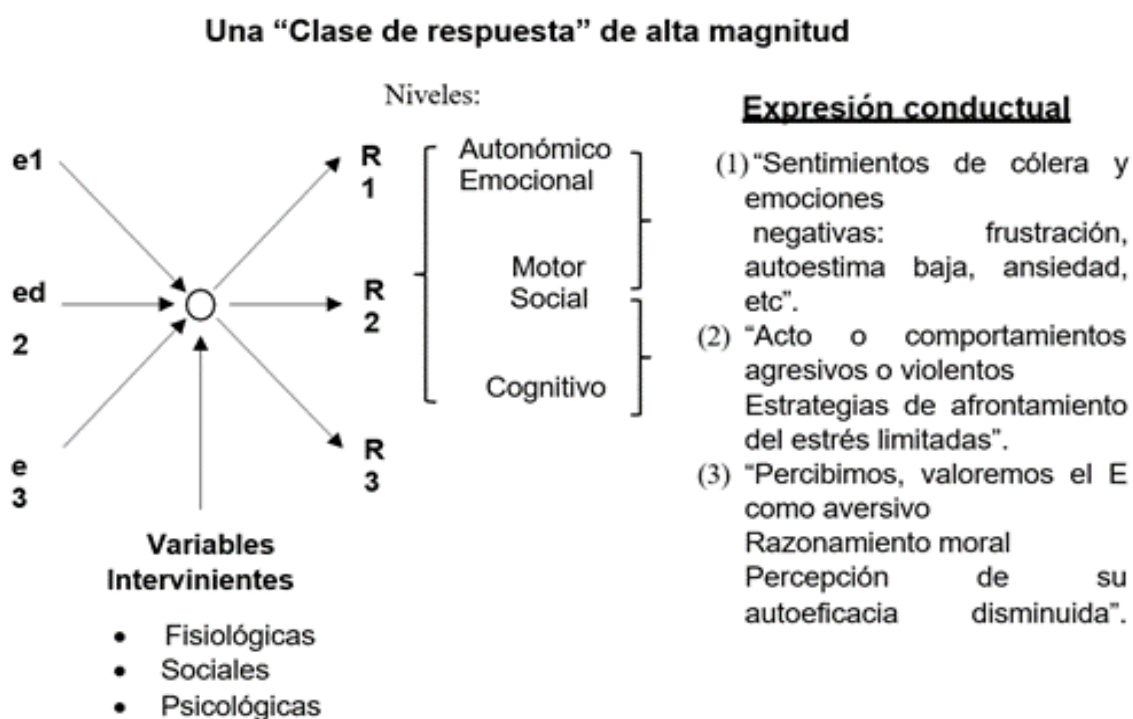 Una “Clase de respuesta” de alta magnitud
Niveles:
Expresión conductual
e1
ed
2
e
3
R
1
R
2
R
3
Autonómico
Emocional
Motor
Social
Cognitivo
(1) “Sentimientos de cólera y
emociones
negativas: frustración,
autoestima baja, ansiedad,
etc”.
(2) “Acto o comportamientos
agresivos o violentos
Estrategias de afrontamiento
del estrés limitadas”.
(3) “Percibimos, valoremos el E
como aversivo
Razonamiento moral
Percepción de su
autoeficacia disminuida”.
Variables
Intervinientes
• Fisiológicas
• Sociales
• Psicológicas